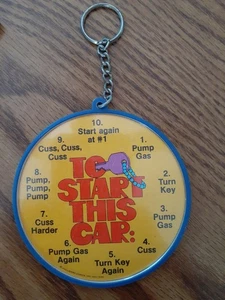 10.
Start again
at #1
1.
Pump
Gas
2.
Turn
Key
3.
Pump
Gas
4.
Cuss
5.
Turn Key
Again
6.
Pump Gas
Again
7.
Cuss
Harder
8.
Pump,
Pump,
Pump
9.
Cuss, Cuss,
Cuss
TO
START
THIS
CAR: